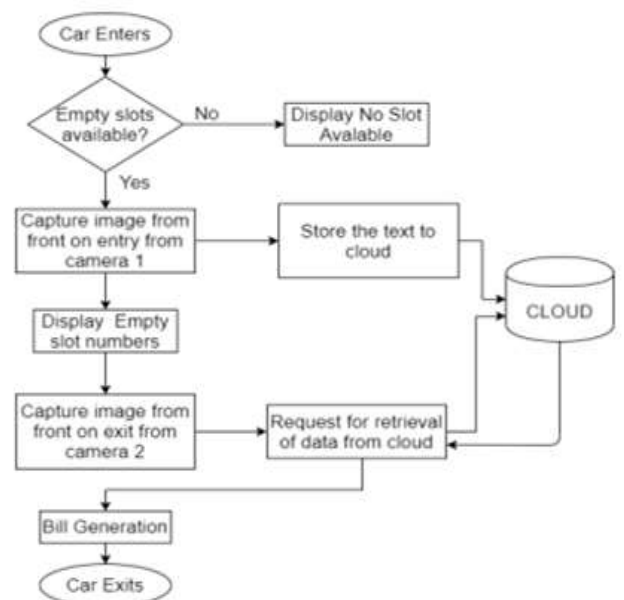 Car Enters
Empty slots
available?
No
Display No Slot
Avalable
Yes
Capture image from
front on entry from
camera 1
Store the text to
cloud
CLOUD
Display Empty
slot numbers
Capture image from
front on exit from
camera 2
Request for retrieval
of data from cloud
Bill Generation
Car Exits